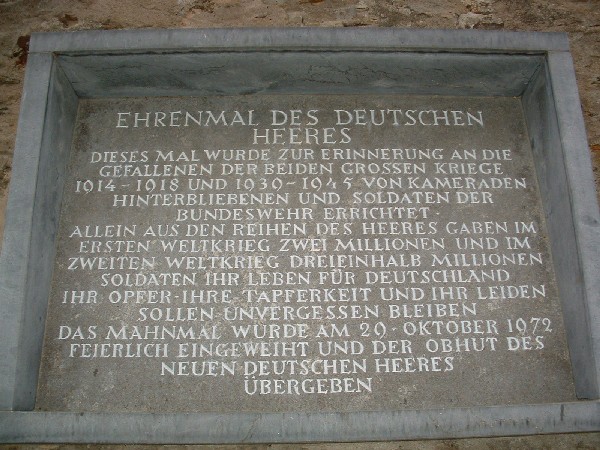 EHRENMAL DES DEUTSCHEN
HEERES
DIESES MAL WURDE ZUR ERINNERUNG AN DIE
GEFALLENEN DER BEIDEN GROSSEN KRIEGE
1914-1918 UND 1939-1945 VON KAMERADEN
HINTERBLIEBENEN UND SOLDATEN DER
BUNDESWEHR ERRICHTET·
ALLEIN AUS DEN REIHEN DES HEERES GABEN IM
ERSTEN WELTKRIEG ZWEI MILLIONEN UND IM
ZWEITEN WELTKRIEG DREIEINHALB MILLIONEN
SOLDATEN IHR LEBEN FÜR DEUTSCHLAND
IHR OPFER·IHRE TAPFERKEIT UND IHR LEIDEN
SOLLEN UNVERGESSEN BLEIBEN
DAS MAHNMAL WURDE AM 29·OKTOBER 1972
FEIERLICH EINGEWEIHT UND DER OBHUT DES
NEUEN DEUTSCHEN HEERES
ÜBERGEBEN